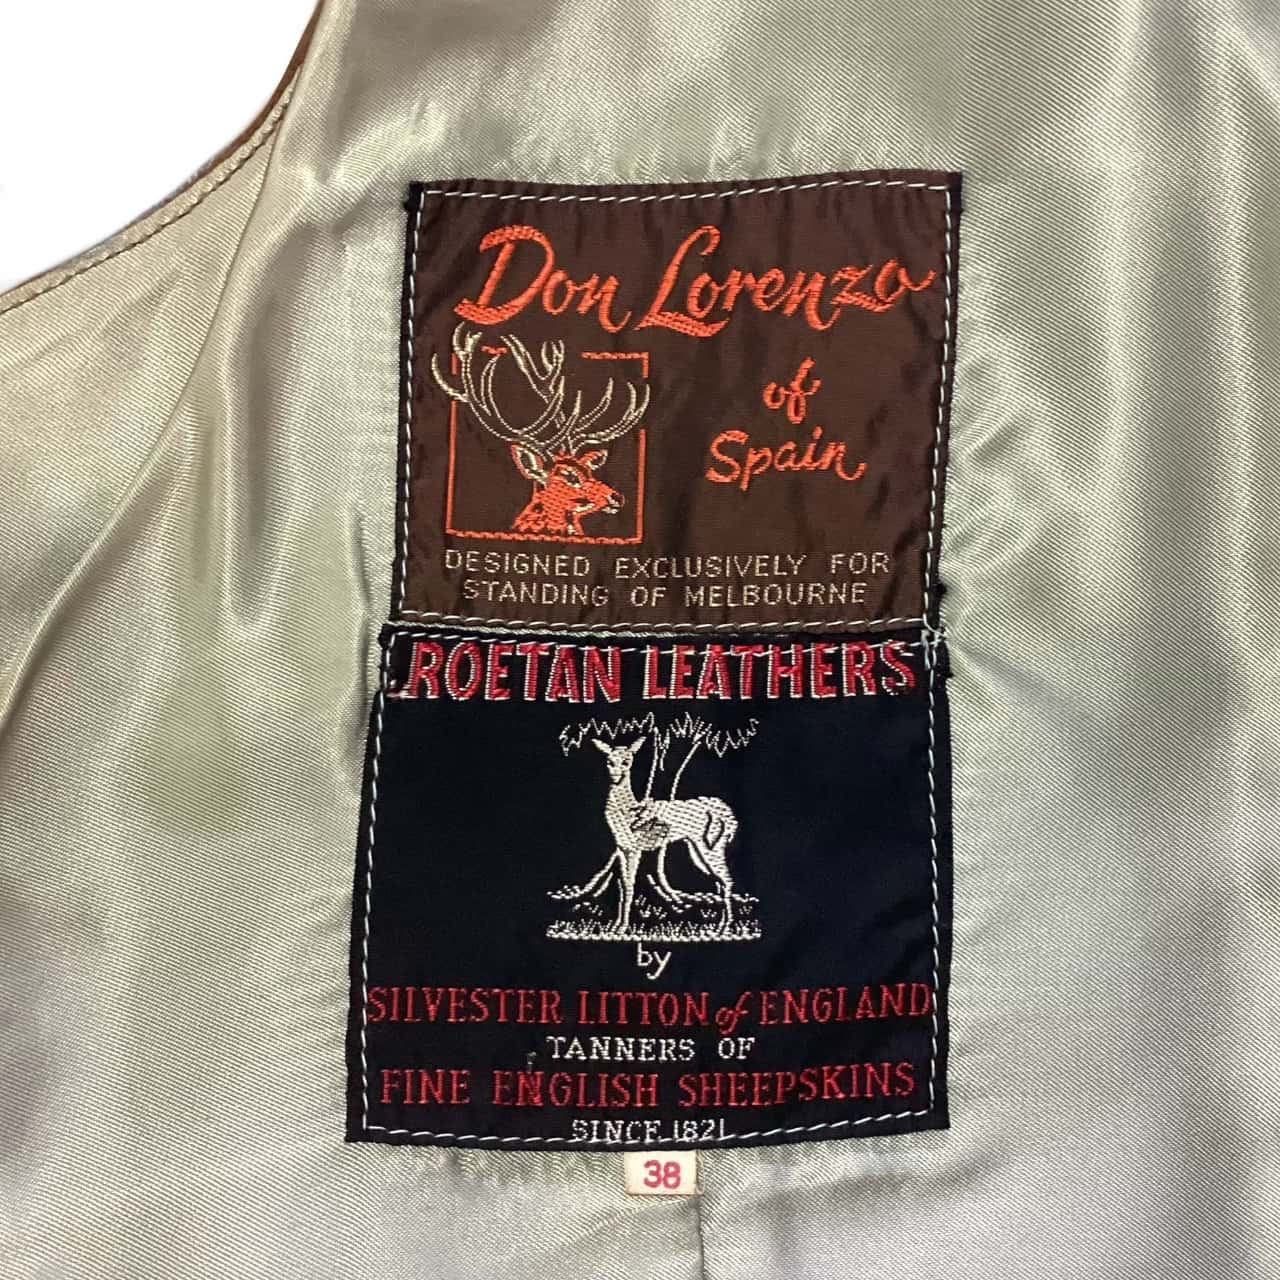 Don Lorenza
of
Spain
DESIGNED EXCLUSIVELY FOR
STANDING OF MELBOURNE
ROETAN LEATHERS
by
SILVESTER LITTON of ENGLAND
TANNERS OF
FINE ENGLISH SHEEPSKINS
SINCE 1821
38